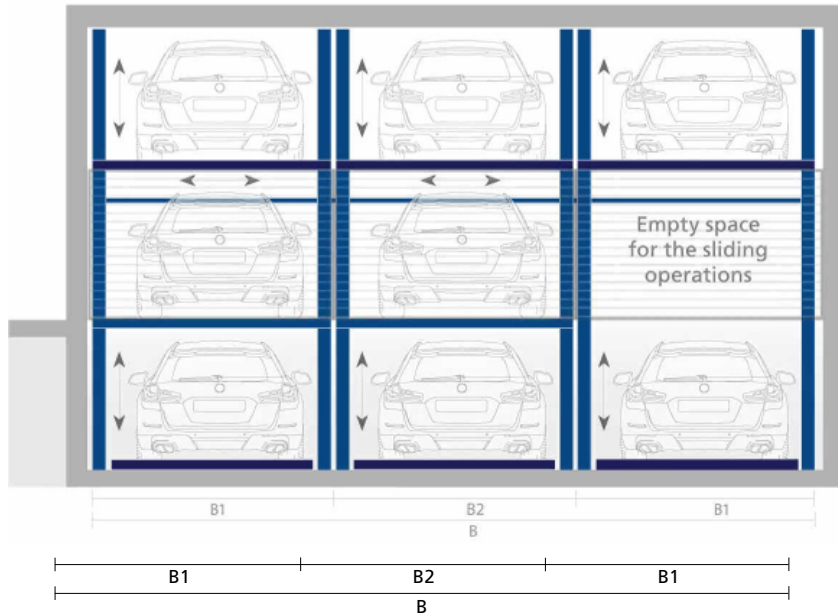 Empty space
for the sliding
operations
B1 B2 B1
B
B1 B2 B1
B